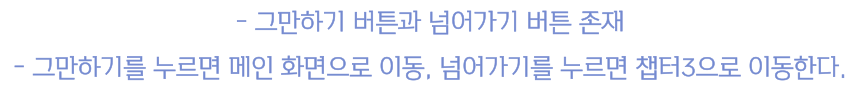 - 그만하기 버튼과 넘어가기 버튼 존재
- 그만하기를 누르면 메인 화면으로 이동, 넘어가기를 누르면 챕터3으로 이동한다.